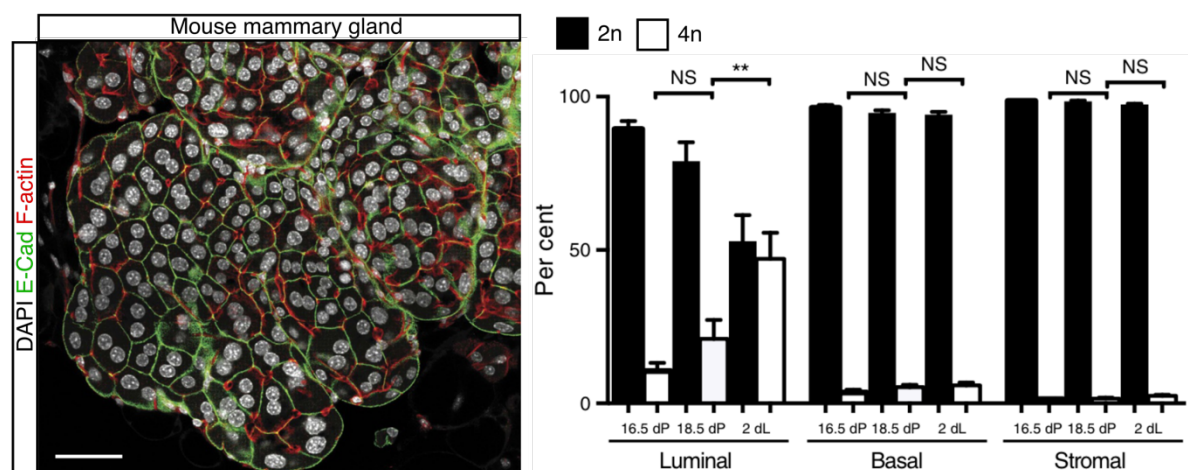 Mouse mammary gland
DAPI E-Cad F-actin
2n 4n
NS ** NS NS NS NS
Per cent
100
50
0
16.5 dP 18.5 dP 2 dL 16.5 dP 18.5 dP 2 dL 16.5 dP 18.5 dP 2 dL
Luminal Basal Stromal